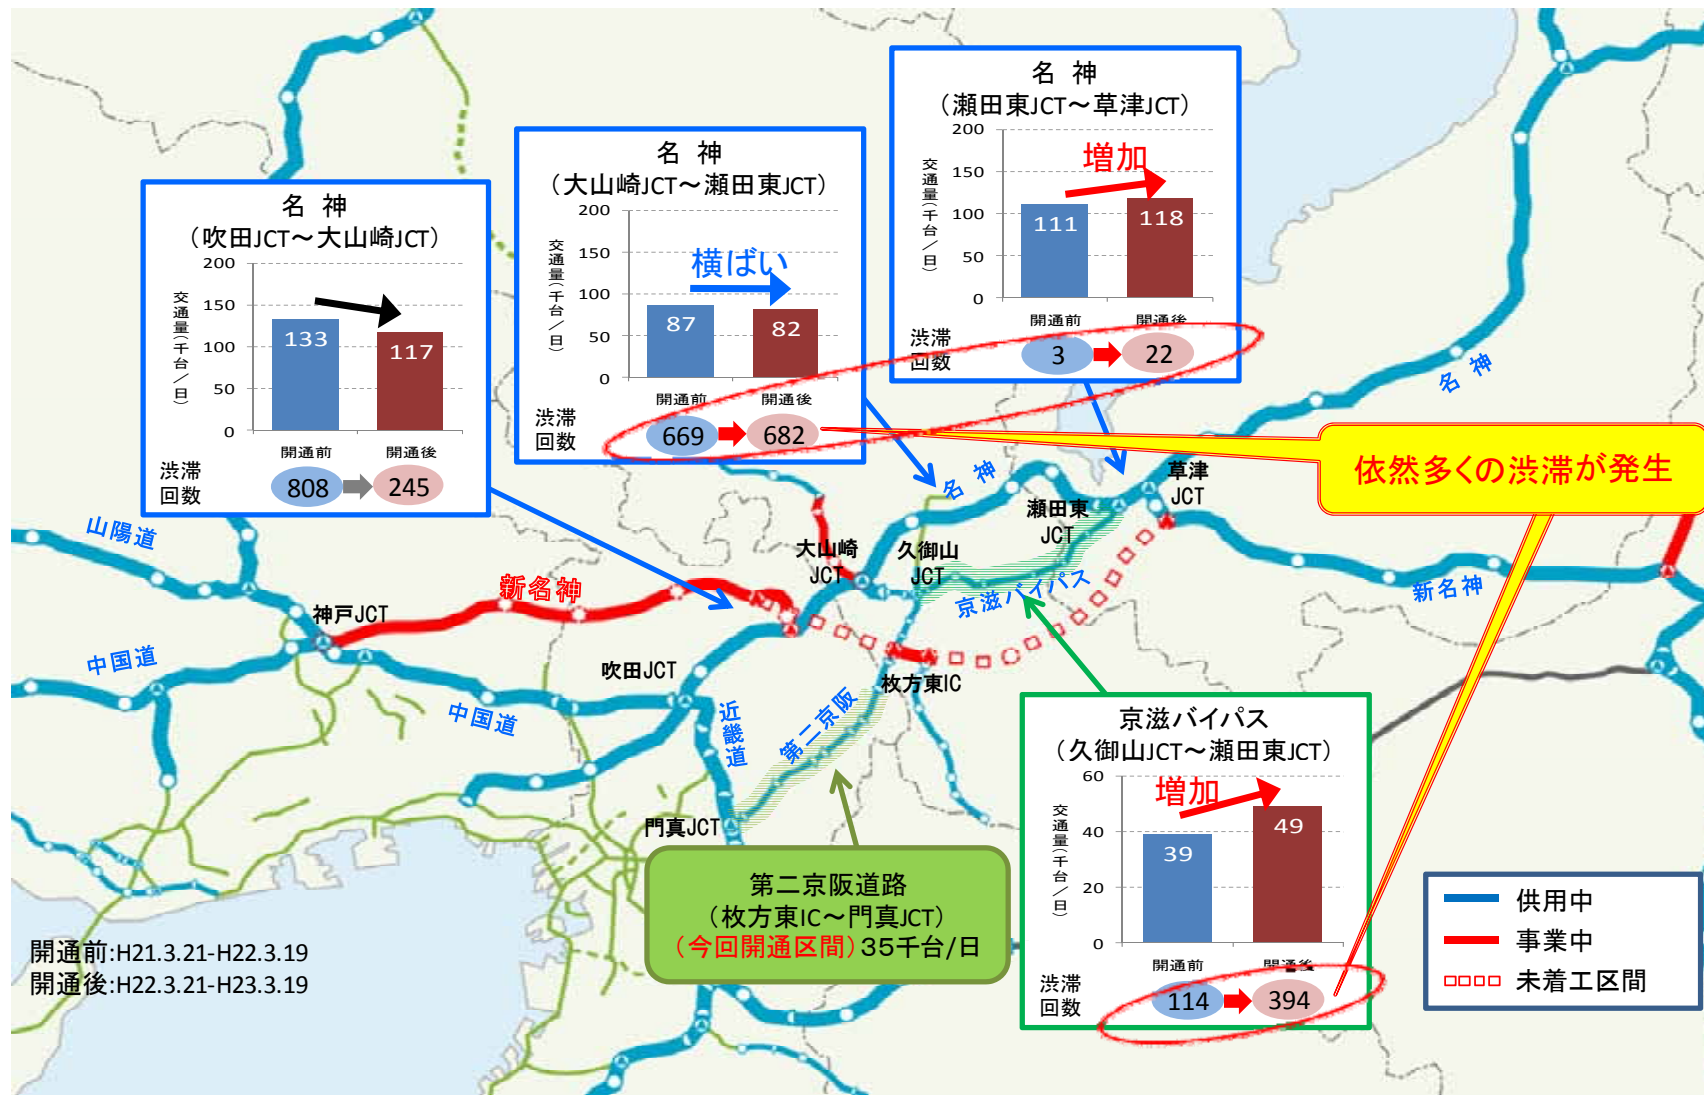 名 神
（瀬田東JCT～草津JCT）
交通量（千台／日）
200
150
100
50
0
増加
111
118
開通前
開通後
渋滞
回数
3
22
名 神
（大山崎JCT～瀬田東JCT）
交通量（千台／日）
200
150
100
50
0
横ばい
87
82
開通前
開通後
渋滞
回数
669
682
名 神
（吹田JCT～大山崎JCT）
交通量（千台／日）
200
150
100
50
0
133
117
開通前
開通後
渋滞
回数
808
245
依然多くの渋滞が発生
名 神
名 神
草津
JCT
瀬田東
JCT
大山崎
JCT
久御山
JCT
京滋バイパス
新名神
山陽道
新名神
神戸JCT
中国道
中国道
吹田JCT
近畿道
第二京阪
枚方東IC
門真JCT
京滋バイパス
（久御山JCT～瀬田東JCT）
交通量（千台／日）
60
40
20
0
増加
39
49
開通前
開通後
渋滞
回数
114
394
第二京阪道路
（枚方東IC～門真JCT）
（今回開通区間）35千台/日
開通前:H21.3.21-H22.3.19
開通後:H22.3.21-H23.3.19
供用中
事業中
未着工区間